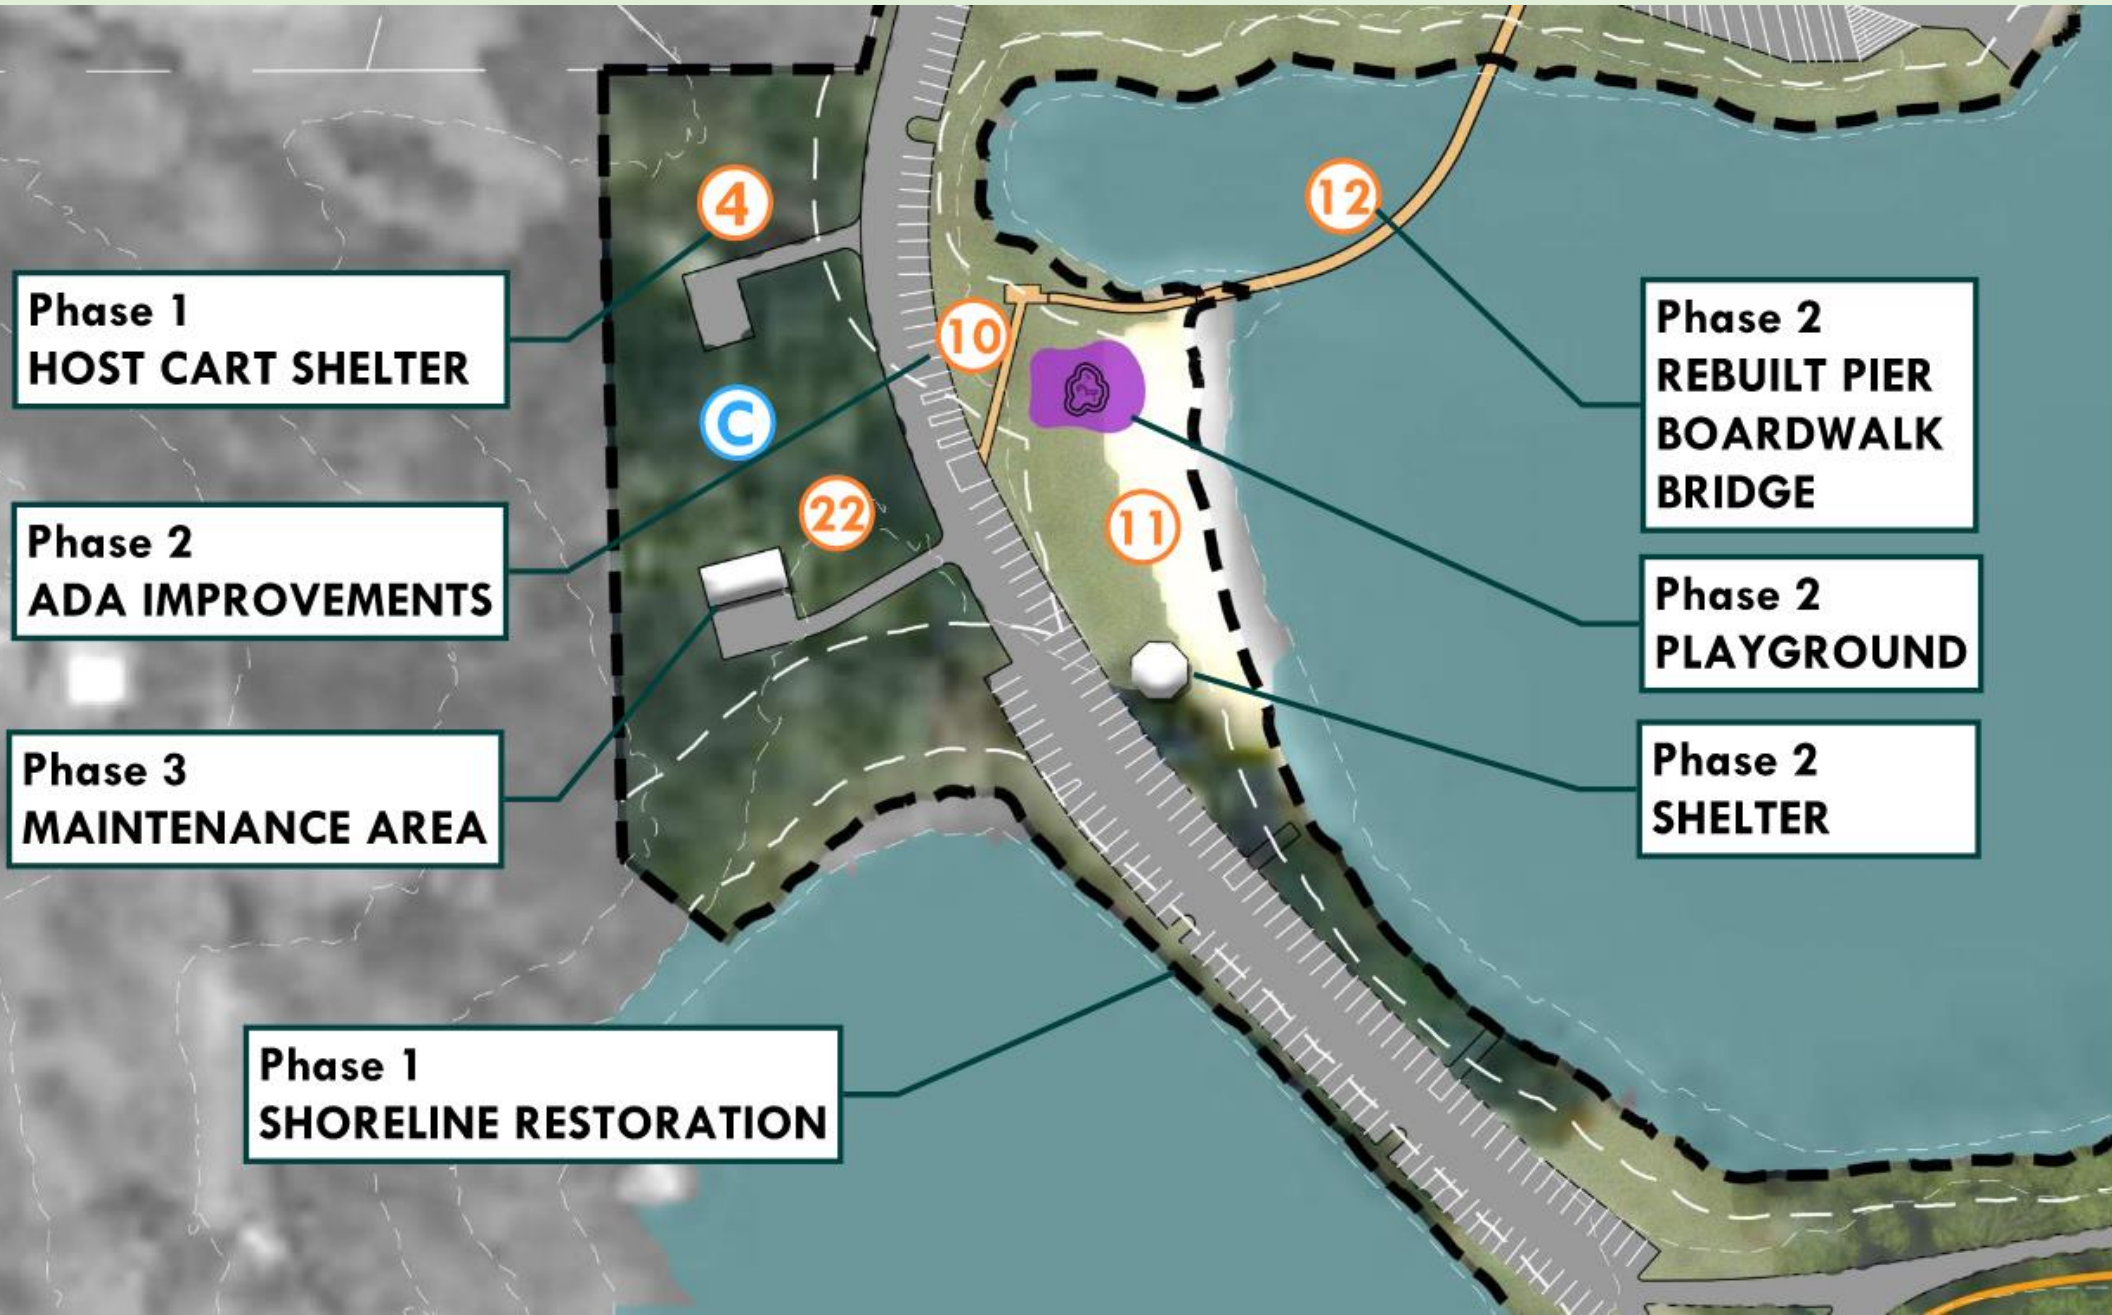 4
12
Phase 1
HOST CART SHELTER
10
Phase 2
REBUILT PIER
BOARDWALK
BRIDGE
C
22
11
Phase 2
ADA IMPROVEMENTS
Phase 2
PLAYGROUND
Phase 3
MAINTENANCE AREA
Phase 2
SHELTER
Phase 1
SHORELINE RESTORATION